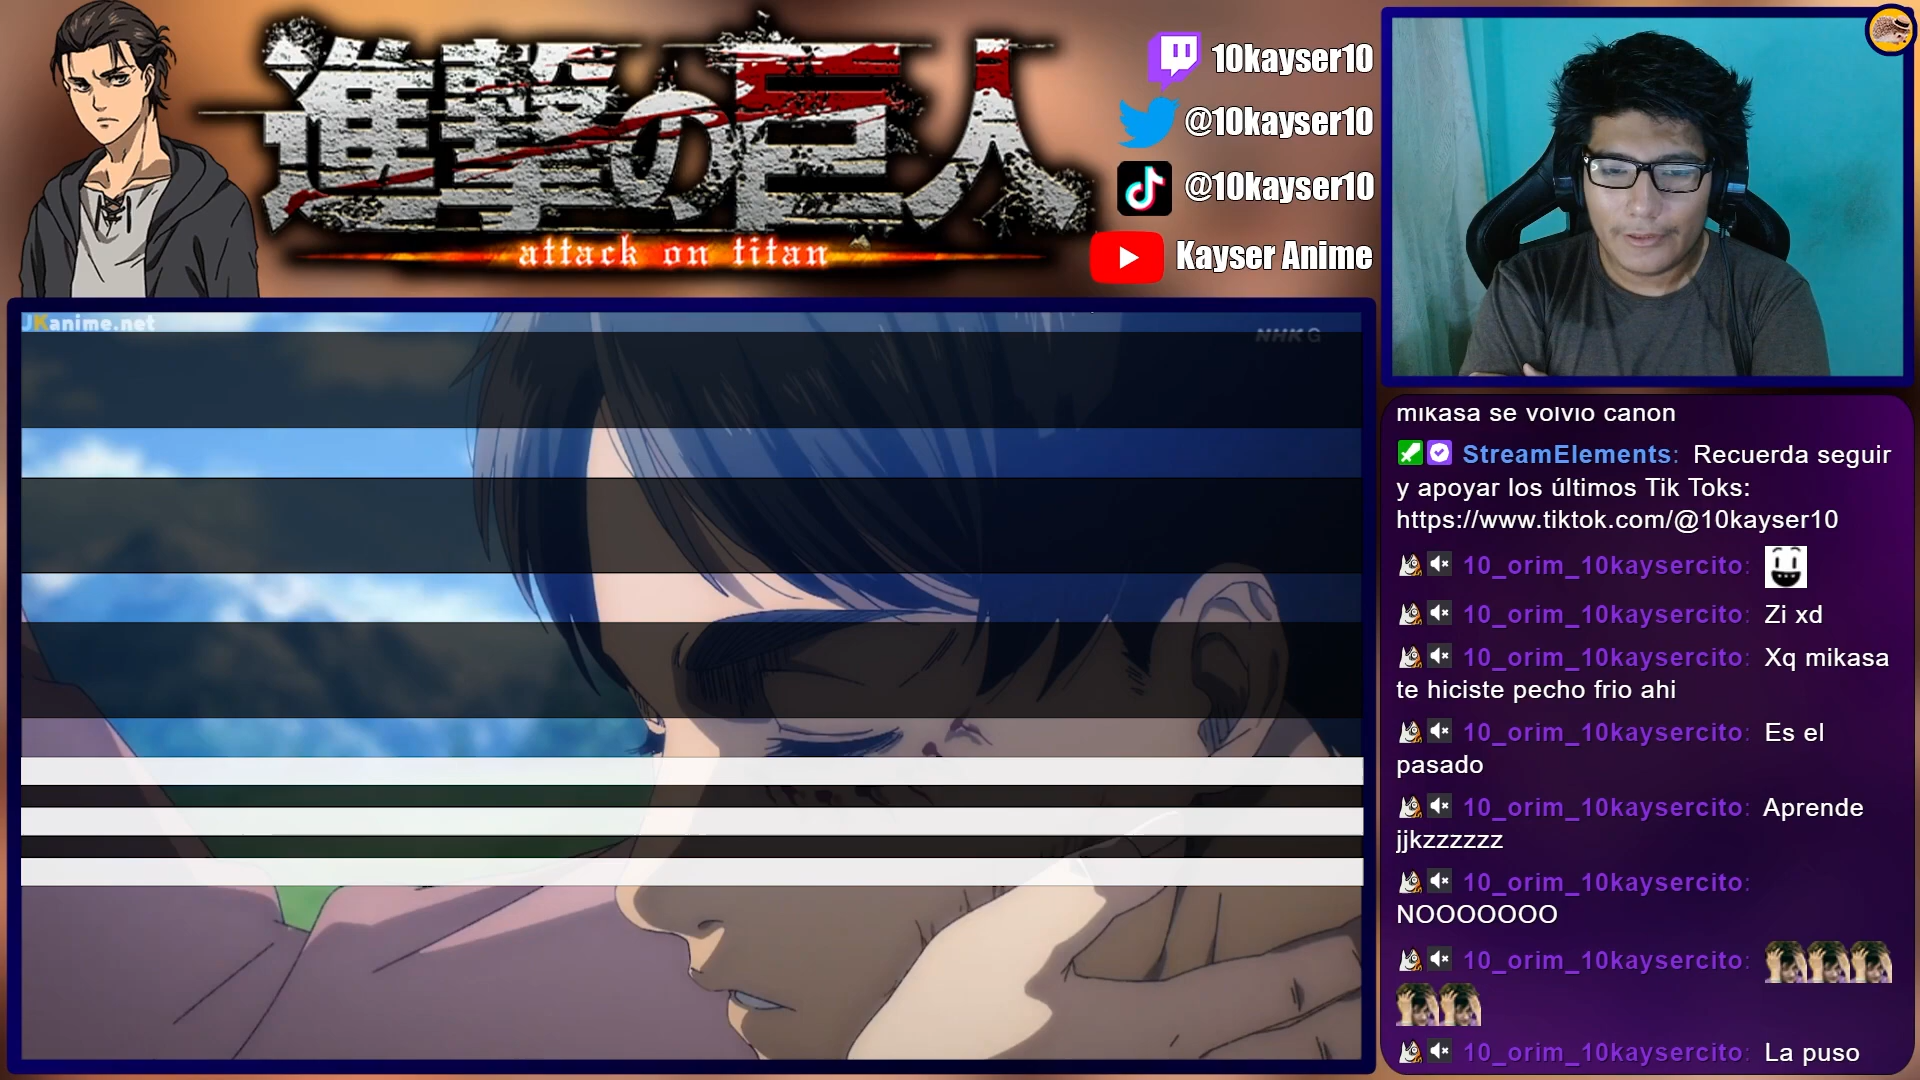 進撃の巨人
attack on titan
10kayser10
@10kayser10
@10kayser10
Kayser Anime
JKanime.net
NHK G
mikasa se volvio canon
StreamElements: Recuerda seguir
y apoyar los últimos Tik Toks:
https://www.tiktok.com/@10kayser10
10_orim_10kaysercito:
10_orim_10kaysercito: Zi xd
10_orim_10kaysercito: Xq mikasa
te hiciste pecho frio ahi
10_orim_10kaysercito: Es el
pasado
10_orim_10kaysercito: Aprende
jjkzzzzzz
10_orim_10kaysercito:
NOOOOOOO
10_orim_10kaysercito:
10_orim_10kaysercito: La puso